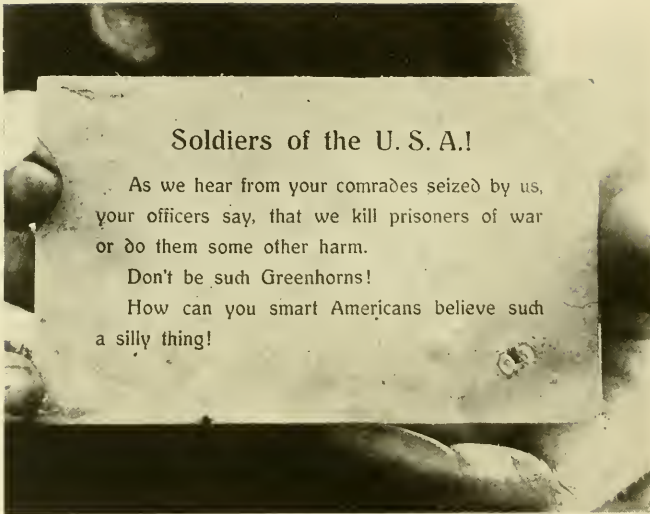 Soldiers of the U. S. A.!
As we hear from your comrades seized by us,
your officers say, that we kill prisoners of war
or do them some other harm.
Don't be such Greenhorns!
How can you smart Americans believe such
a silly thing!